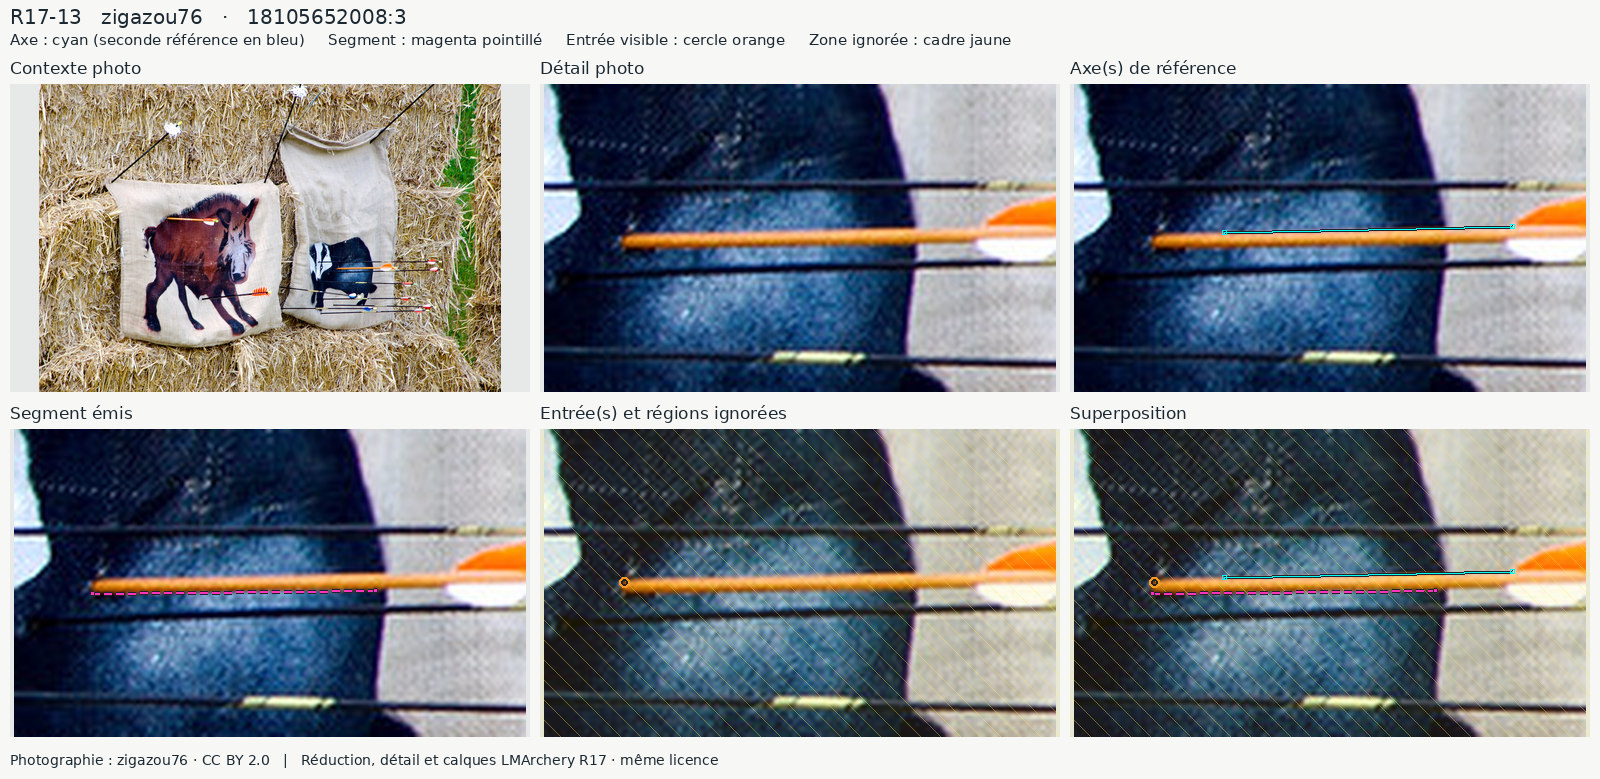 R17-13   zigazou76   ·   18105652008:3
Axe : cyan (seconde référence en bleu)     Segment : magenta pointillé     Entrée visible : cercle orange     Zone ignorée : cadre jaune
Contexte photo
Détail photo
Axe(s) de référence
Segment émis
Entrée(s) et régions ignorées
Superposition
Photographie : zigazou76 · CC BY 2.0   |   Réduction, détail et calques LMArchery R17 · même licence